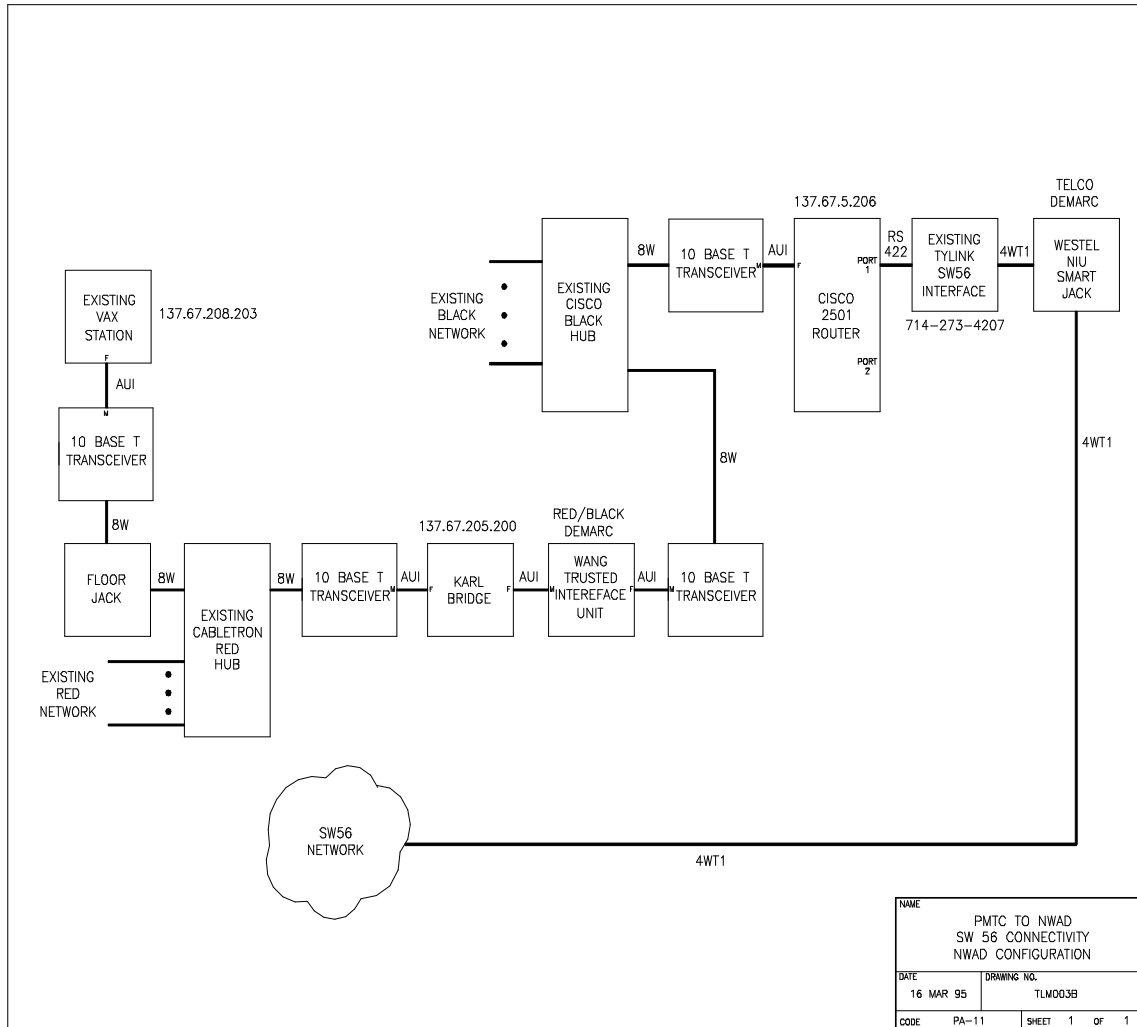 TELCO
DEMARC
137.67.5.206
8W
10 BASE T
TRANSCEIVER
AUI
F
M
PORT
1
CISCO
2501
ROUTER
PORT
2
RS
422
EXISTING
TYLINK
SW56
INTERFACE
714-273-4207
4WT1
WESTEL
NIU
SMART
JACK
EXISTING
BLACK
NETWORK
EXISTING
CISCO
BLACK
HUB
8W
4WT1
EXISTING
VAX
STATION
F
137.67.208.203
AUI
M
10 BASE T
TRANSCEIVER
8W
FLOOR
JACK
8W
EXISTING
CABLETRON
RED
HUB
8W
10 BASE T
TRANSCEIVER
M
AUI
137.67.205.200
F
KARL
BRIDGE
F
AUI
RED/BLACK
DEMARC
M
WANG
TRUSTED
INTEREFACE
UNIT
F
AUI
M
10 BASE T
TRANSCEIVER
EXISTING
RED
NETWORK
SW56
NETWORK
4WT1
NAME
PMTC TO NWAD
SW 56 CONNECTIVITY
NWAD CONFIGURATION
DATE
16 MAR 95
DRAWING NO.
TLM003B
CODE PA-11
SHEET 1 OF 1